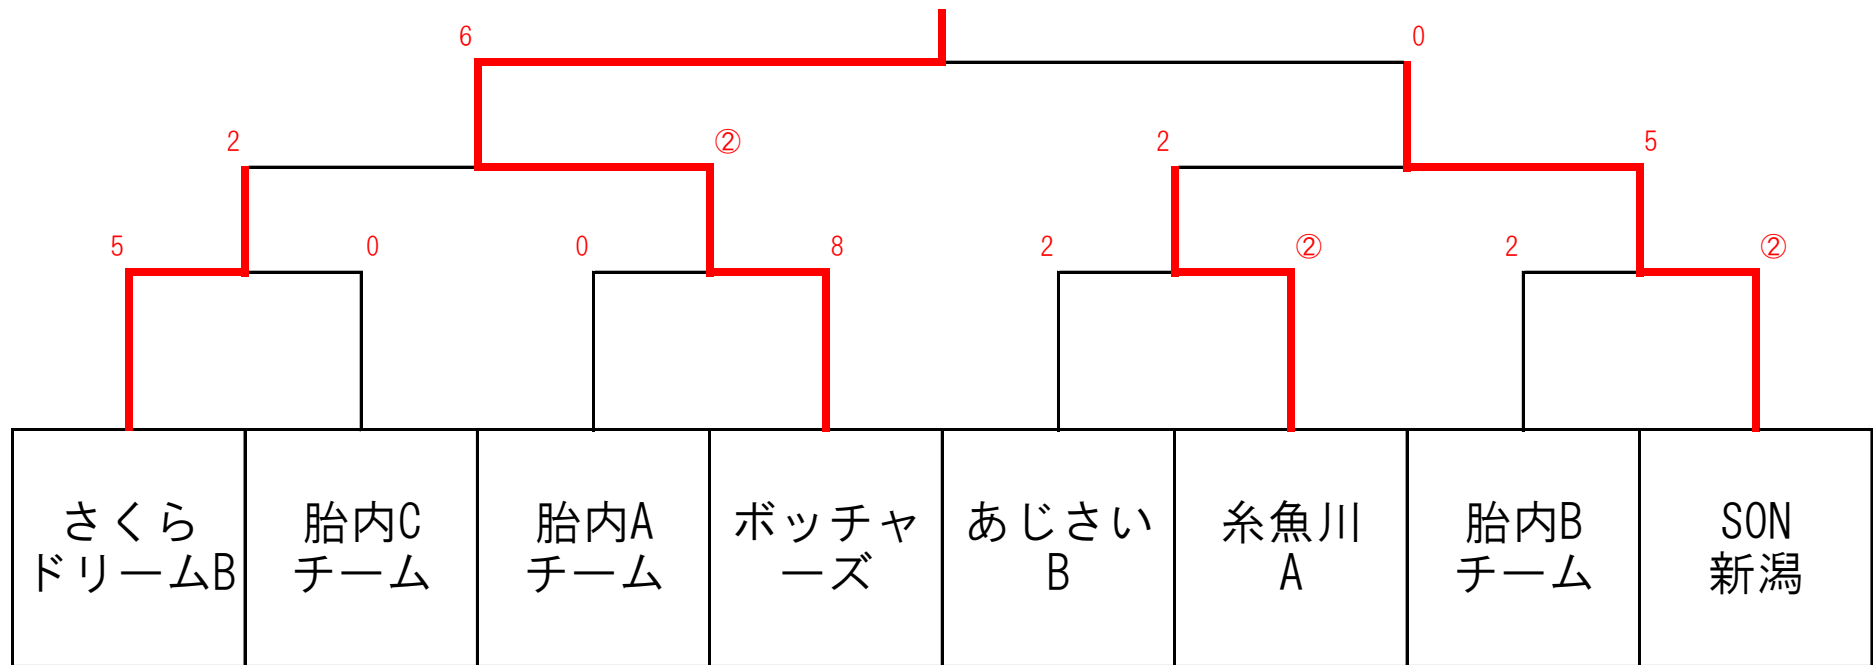 6 0
2 ② 2 5
5 0 0 8 2 ② 2 ②
さくら
ドリームB
胎内C
チーム
胎内A
チーム
ボッチャ
ーズ
あじさい
B
糸魚川
A
胎内B
チーム
SON
新潟